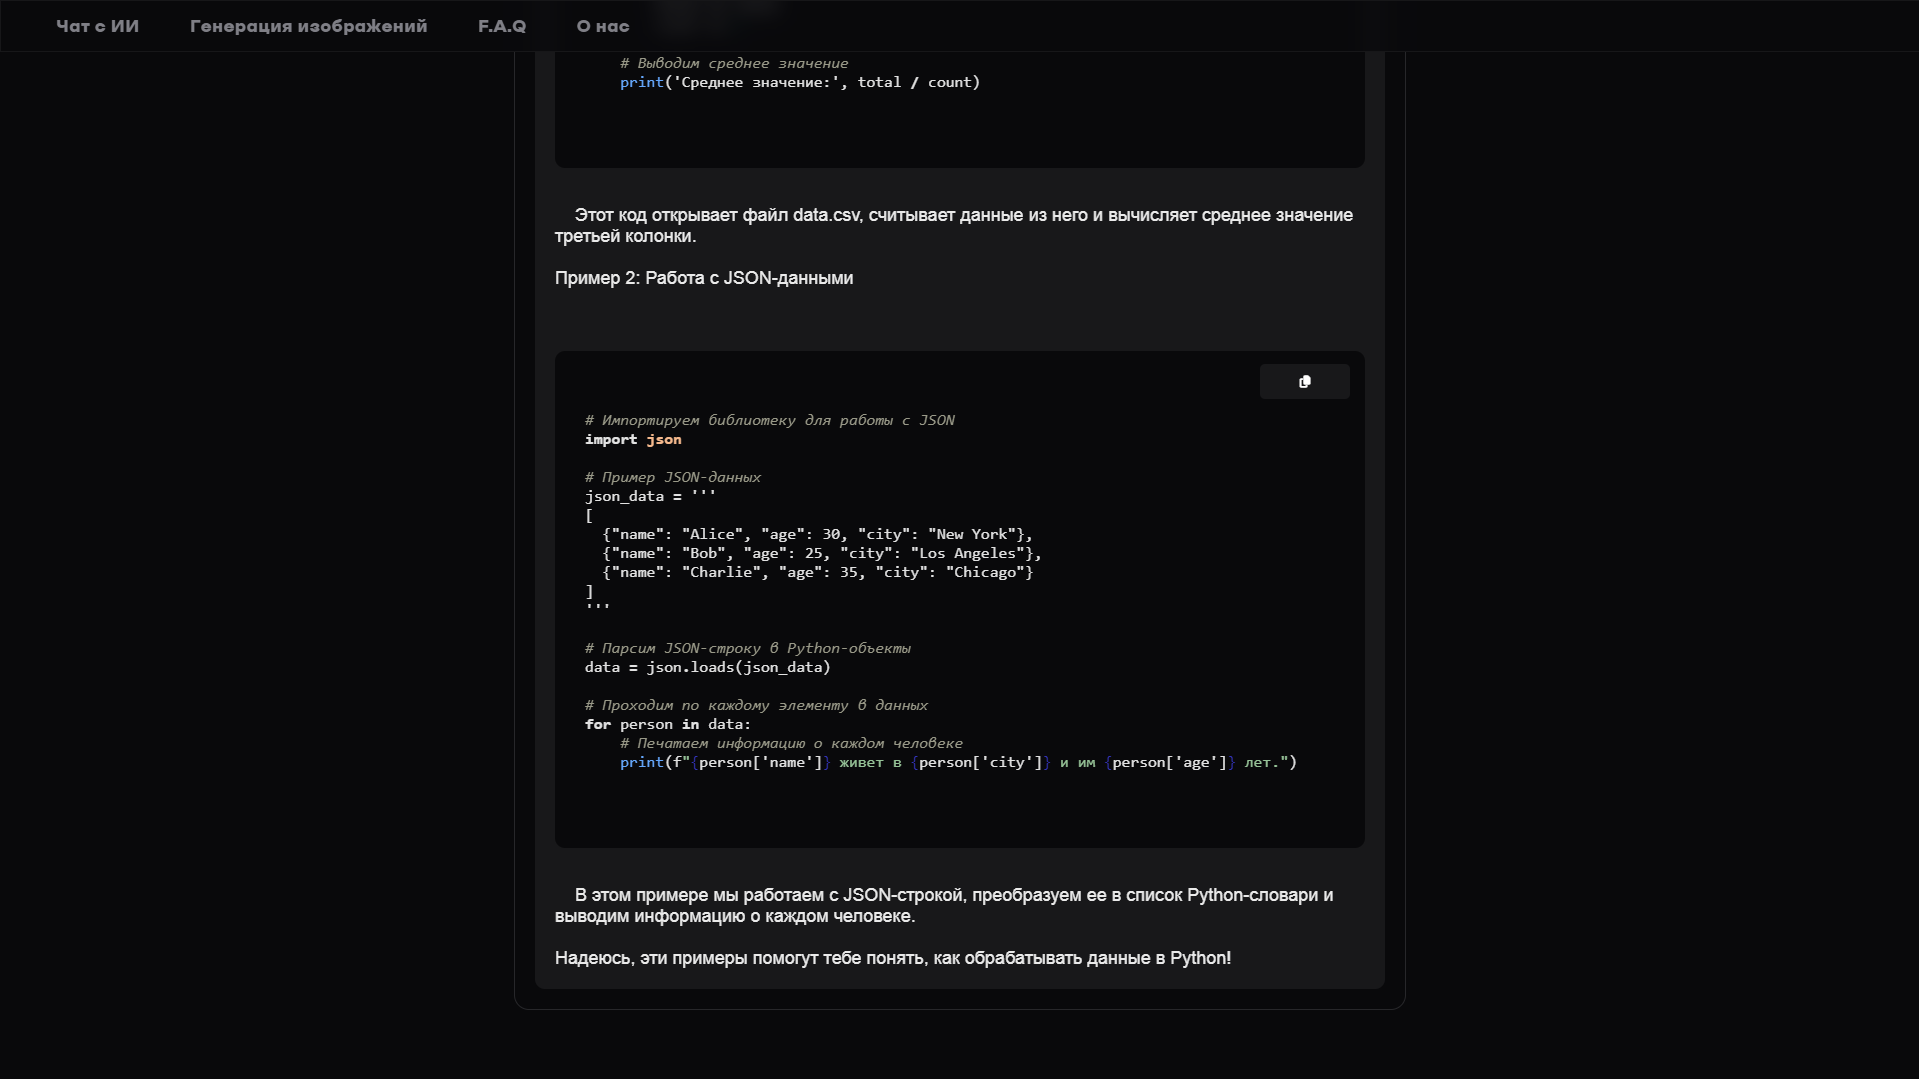 Чат с ИИ Генерация изображений F.A.Q О нас
# Выводим среднее значение
print('Среднее значение:', total / count)
Этот код открывает файл data.csv, считывает данные из него и вычисляет среднее значение
третьей колонки.
Пример 2: Работа с JSON-данными
# Импортируем библиотеку для работы с JSON
import json
# Пример JSON-данных
json_data = '''
[
  {"name": "Alice", "age": 30, "city": "New York"},
  {"name": "Bob", "age": 25, "city": "Los Angeles"},
  {"name": "Charlie", "age": 35, "city": "Chicago"}
]
'''
# Парсим JSON-строку в Python-объекты
data = json.loads(json_data)
# Проходим по каждому элементу в данных
for person in data:
    # Печатаем информацию о каждом человеке
    print(f"{person['name']} живет в {person['city']} и им {person['age']} лет.")
В этом примере мы работаем с JSON-строкой, преобразуем ее в список Python-словари и
выводим информацию о каждом человеке.
Надеюсь, эти примеры помогут тебе понять, как обрабатывать данные в Python!